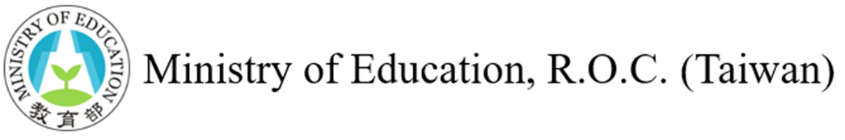 MINISTRY OF EDUCATION
教育部
Ministry of Education, R.O.C. (Taiwan)